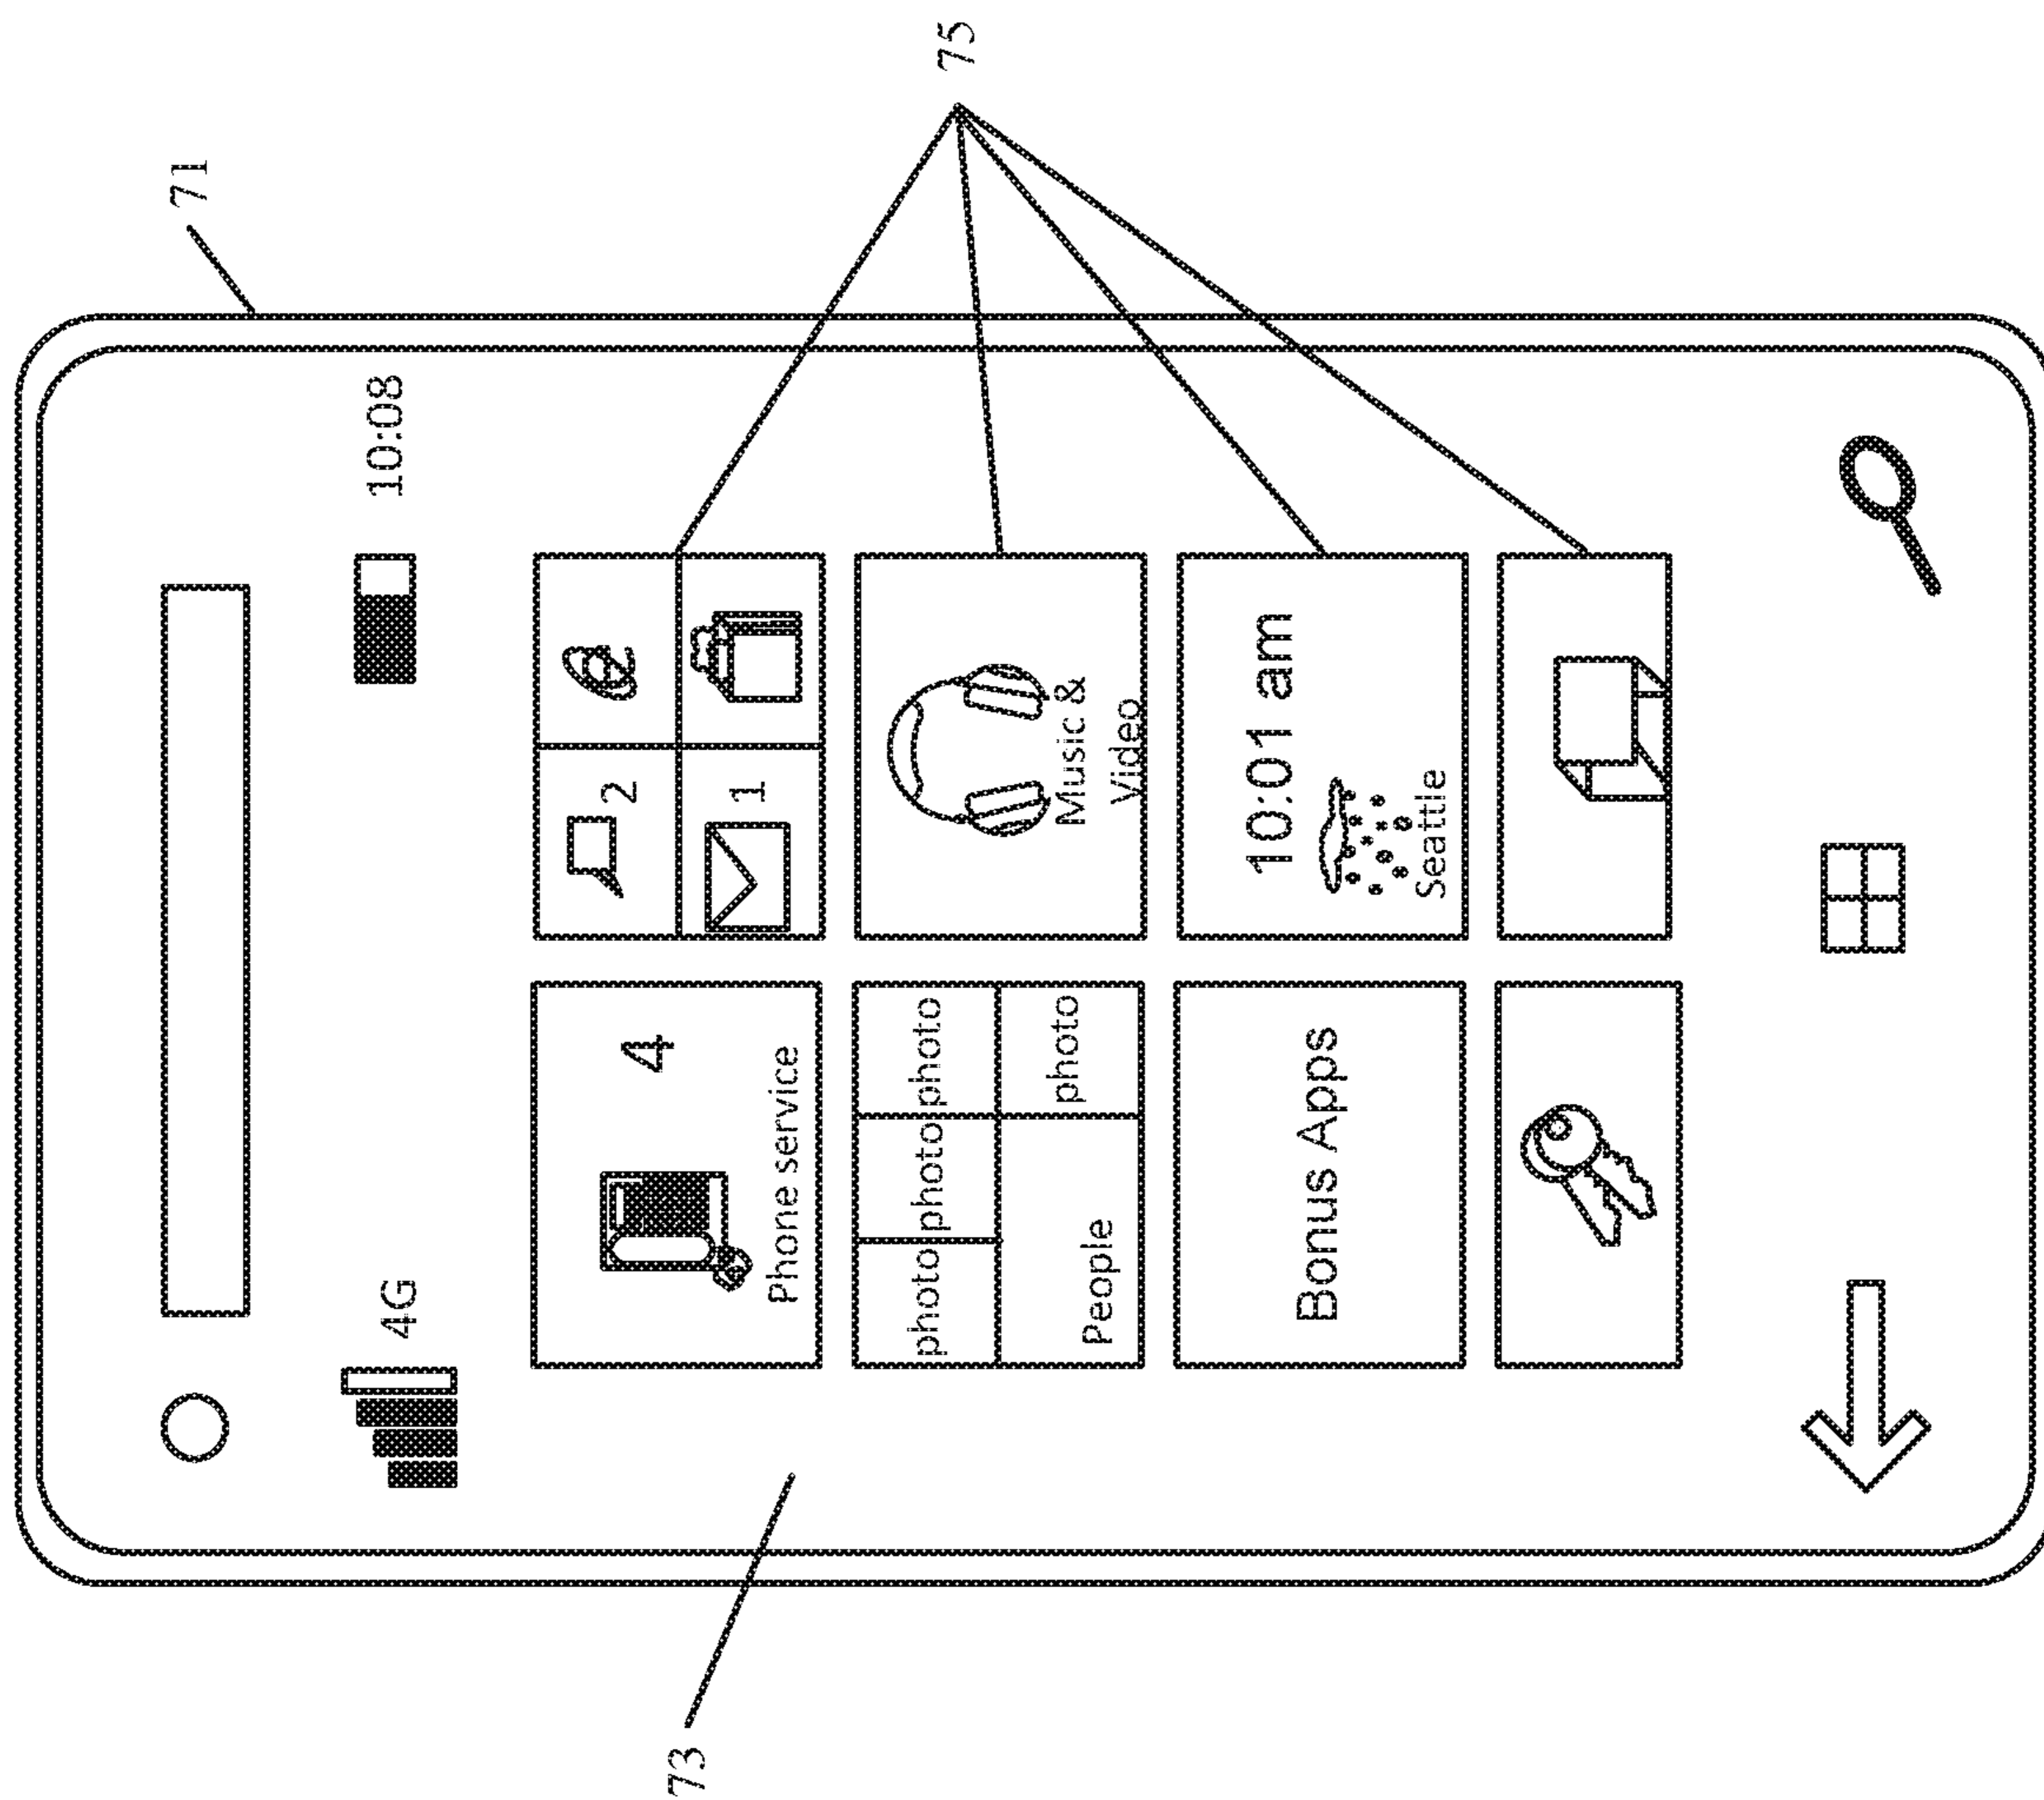 71
4G
10:08
4
Phone service
2
2
1
75
photo
photo
photo
People
photo
Music &
Video
Bonus Apps
10:01 am
Seattle
73